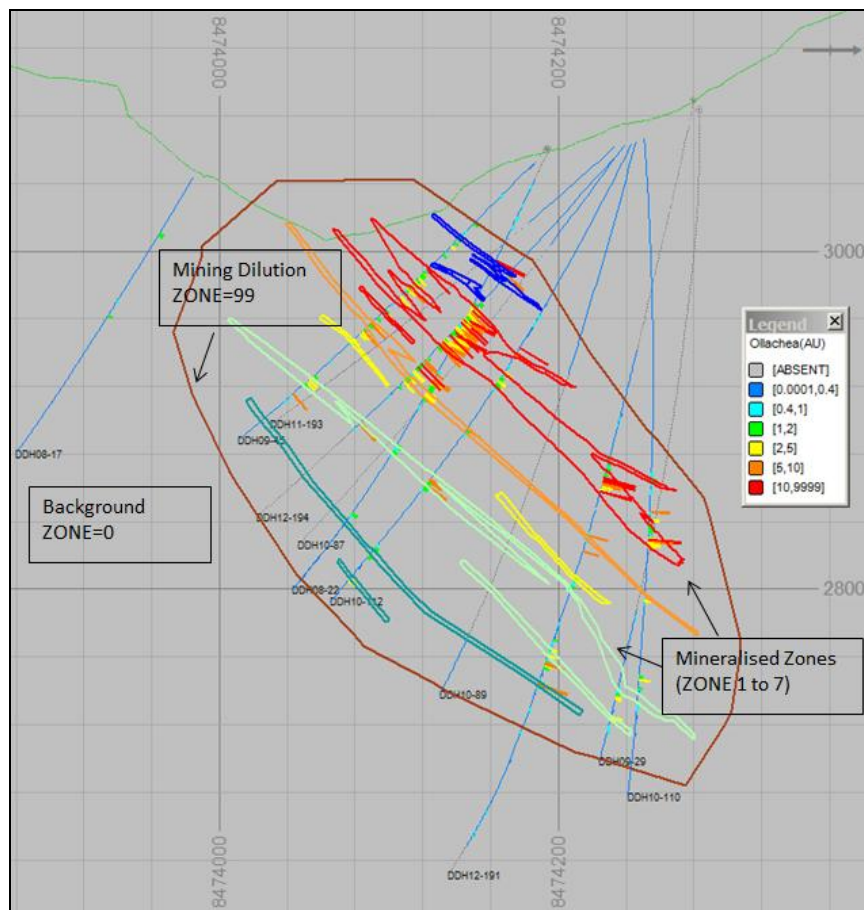 8474000
8474200
3000
Mining Dilution
ZONE=99
Legend
Ollachea(AU)
[ABSENT]
[0.0001,0.4]
[0.4,1]
[1,2]
[2,5]
[5,10]
[10,9999]
DDH11-193
DDH09-45
DDH08-17
Background
ZONE=0
DDH12-194
DDH10-87
2800
DDH08-22
DDH10-112
Mineralised Zones
(ZONE 1 to 7)
DDH10-89
DDH09-29
DDH10-110
8474000
8474200
DDH12-191